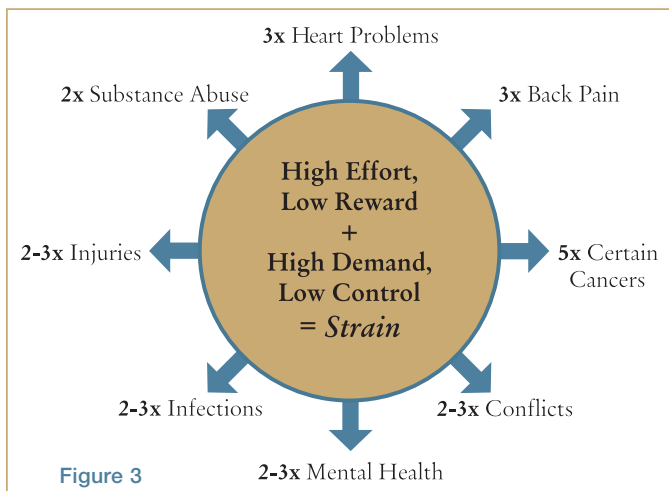 3x Heart Problems
2x Substance Abuse
3x Back Pain
High Effort,
Low Reward
+
High Demand,
Low Control
= Strain
2-3x Injuries
5x Certain
Cancers
2-3x Infections
2-3x Conflicts
2-3x Mental Health
Figure 3